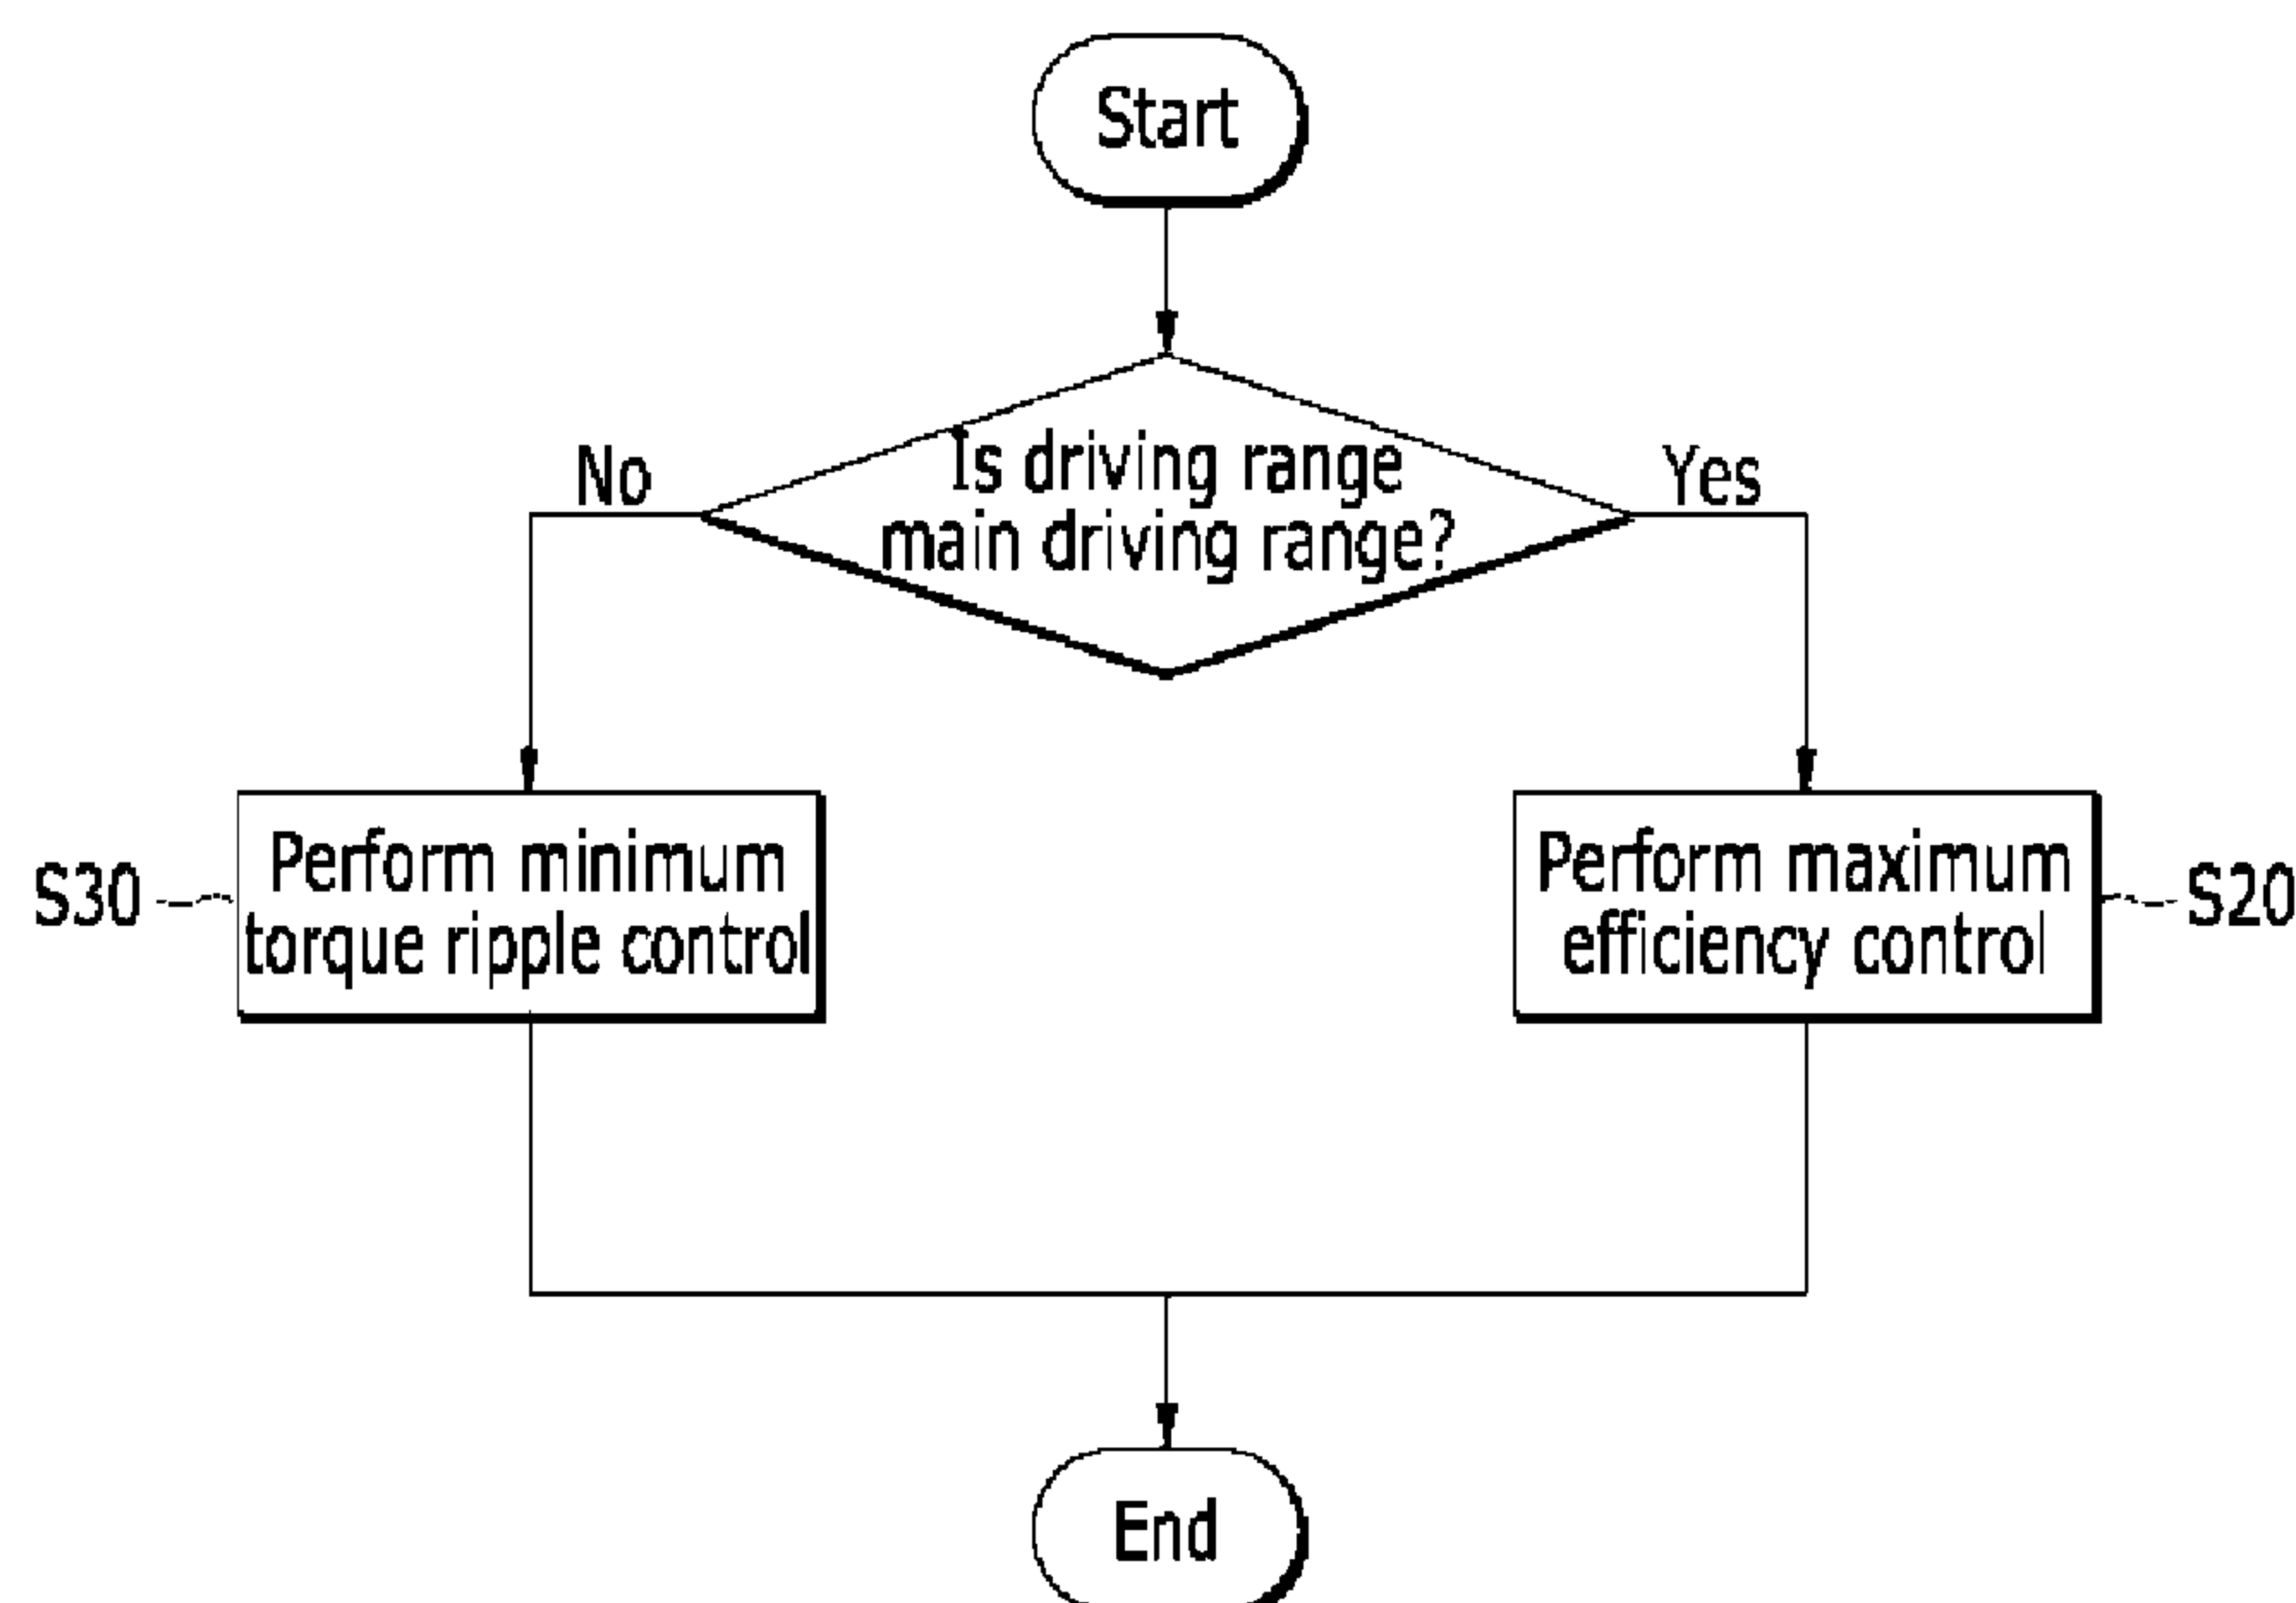 Start
Is driving range
main driving range?
No
Yes
Perform minimum
torque ripple control
S30
Perform maximum
efficiency control
S20
End